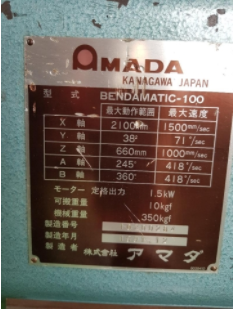 AMADA
KANAGAWA JAPAN
型式 BENDAMATIC-100
最大動作範囲 最大速度
X 軸 2100mm 1500mm/sec
Y 軸 38° 71°/sec
Z 軸 660mm 1000mm/sec
A 軸 245° 418°/sec
B 軸 360° 418°/sec
モーター 定格出力 1.5kW
可搬重量 10kgf
機械重量 350kgf
製造番号
製造年月
製造者 株式会社 アマダ